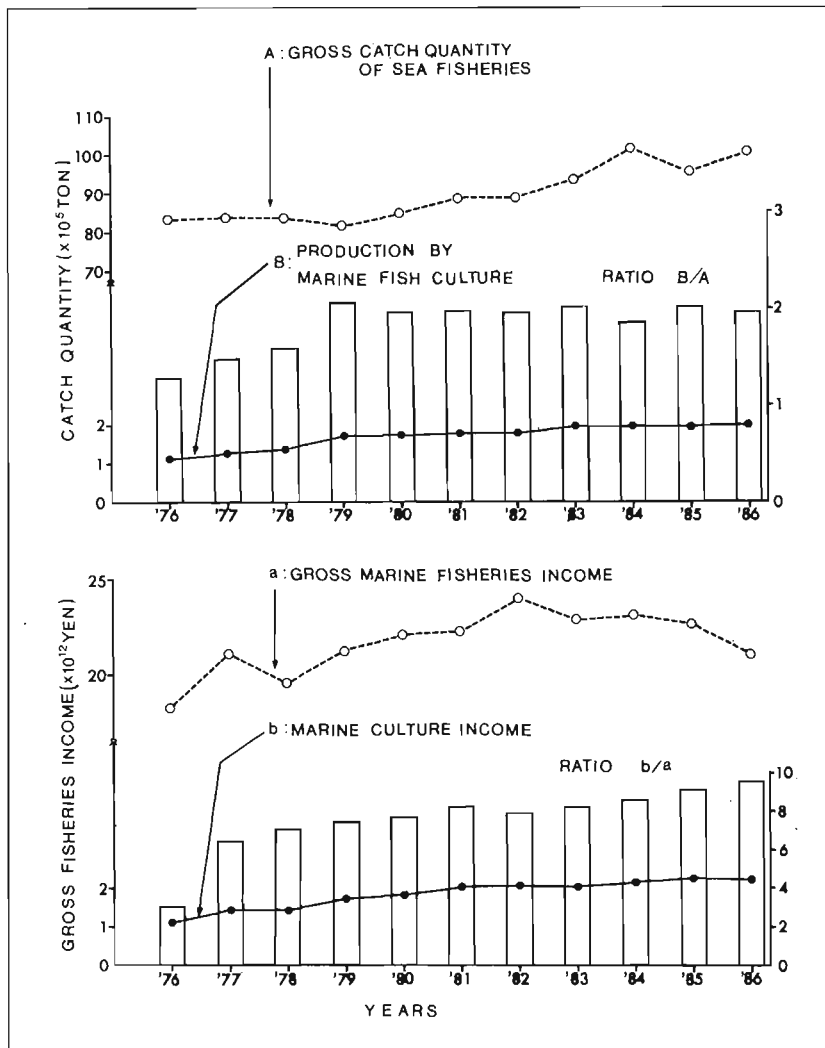 A : GROSS CATCH QUANTITY
OF SEA FISHERIES
CATCH QUANTITY (x10⁵ TON)
110
100
90
80
70
2
1
0
3
2
1
0
B: PRODUCTION BY
MARINE FISH CULTURE
RATIO B/A
'76 '77 '78 '79 '80 '81 '82 '83 '84 '85 '86
a : GROSS MARINE FISHERIES INCOME
GROSS FISHERIES INCOME (x10¹² YEN)
25
20
2
1
0
b : MARINE CULTURE INCOME
RATIO b/a
10
8
6
4
2
0
'76 '77 '78 '79 '80 '81 '82 '83 '84 '85 '86
YEARS